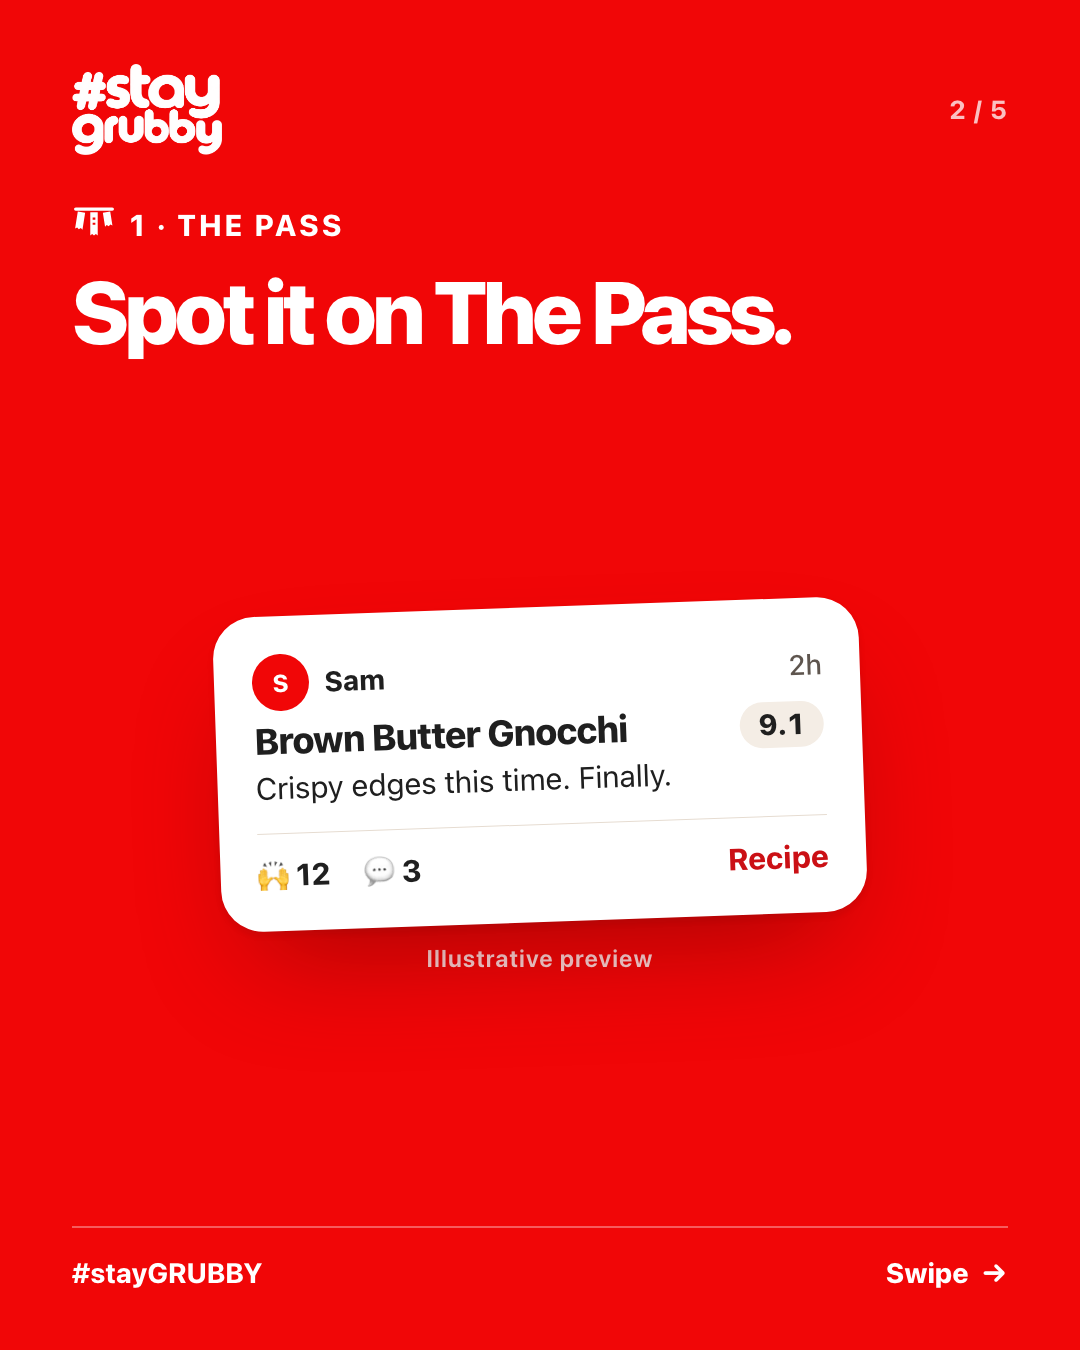 #stay
grubby
2 / 5
1 · THE PASS
Spot it on The Pass.
S
Sam
2h
Brown Butter Gnocchi
9.1
Crispy edges this time. Finally.
🙌 12 💬 3
Recipe
Illustrative preview
#stayGRUBBY
Swipe →